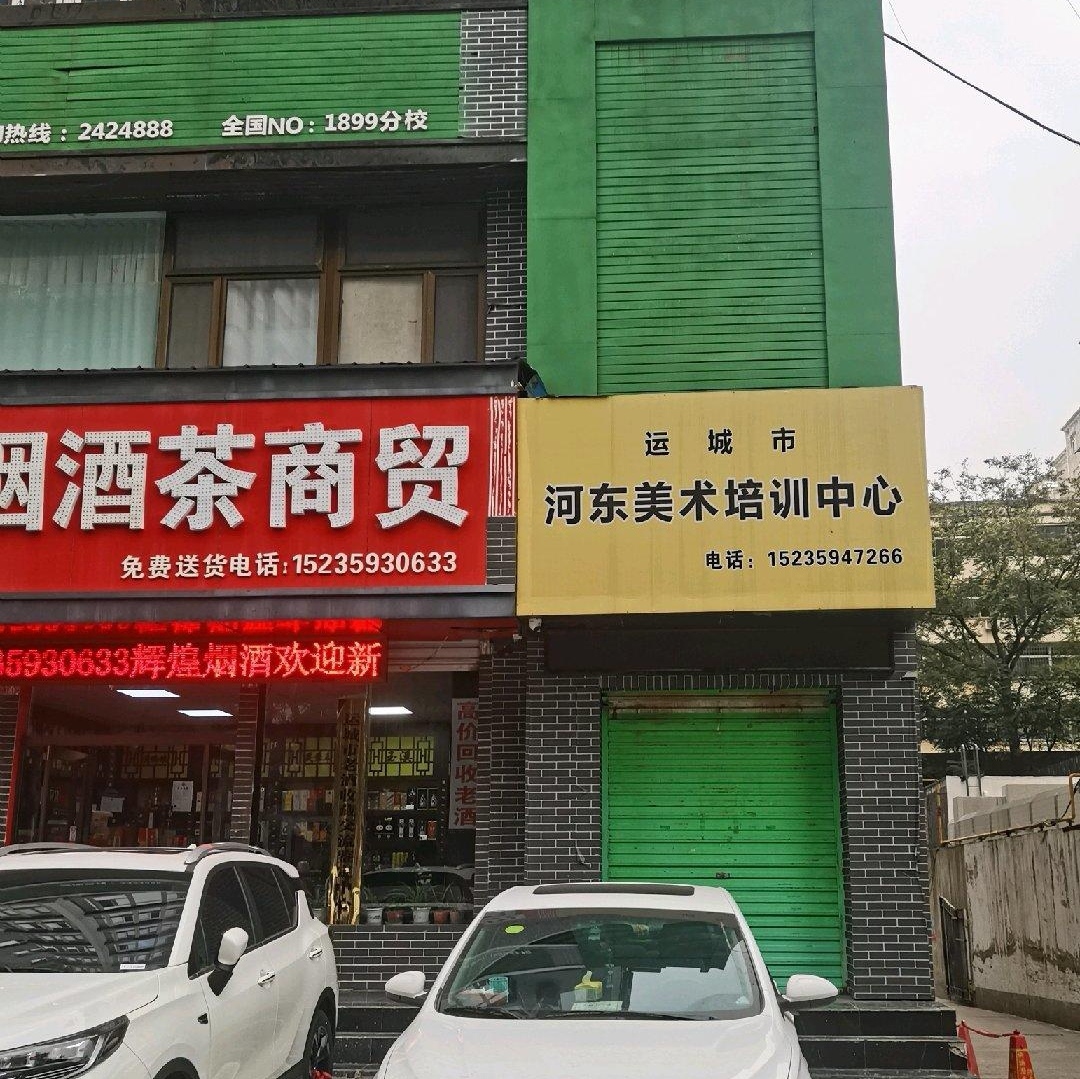 热线：2424888 全国NO：1899分校
烟酒茶商贸
免费送货电话:15235930633
运城市
河东美术培训中心
电话：15235947266
35930633辉煌烟酒欢迎新
高价回收老酒